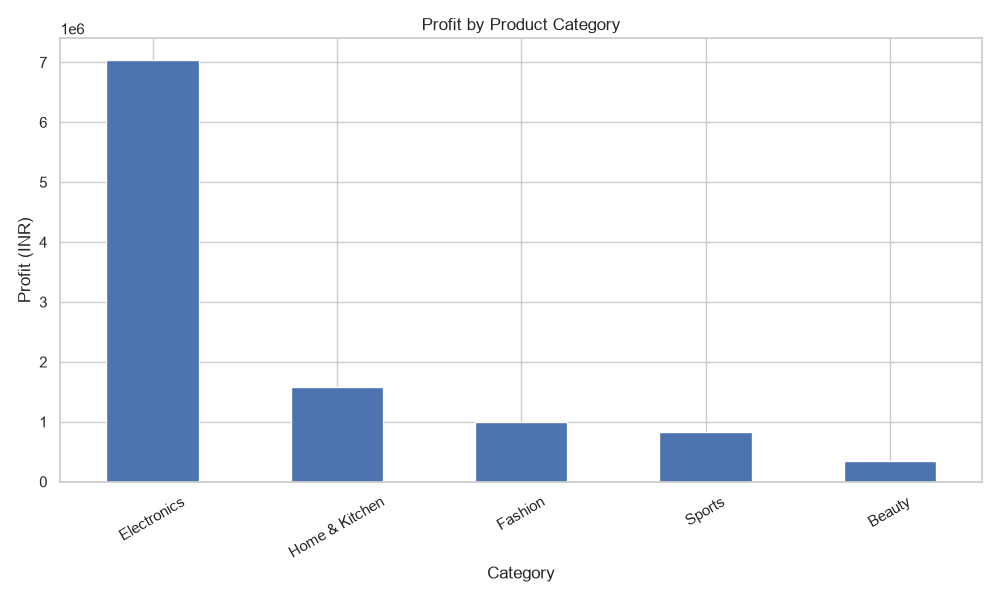 Profit by Product Category
1e6
7
6
5
4
3
2
1
0
Profit (INR)
Electronics
Home & Kitchen
Fashion
Sports
Beauty
Category